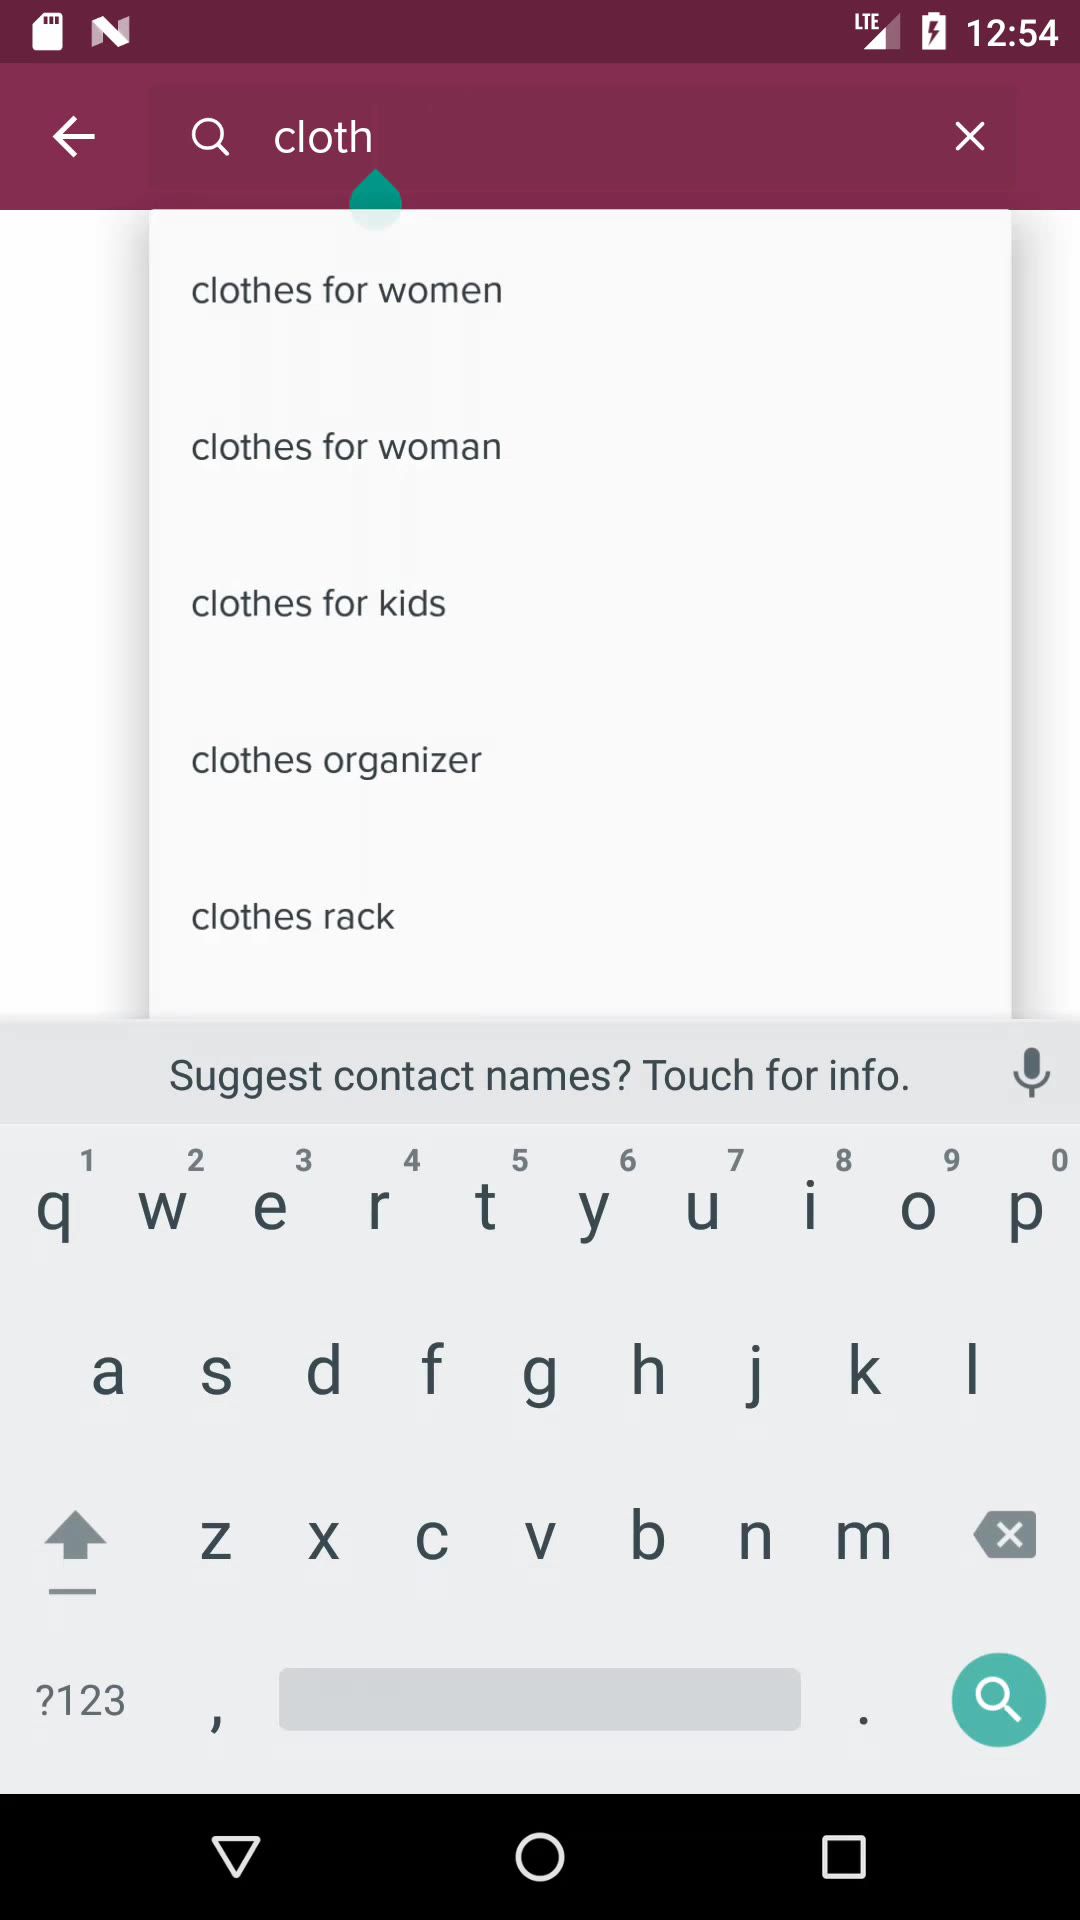 LTE 12:54
cloth
clothes for women
clothes for woman
clothes for kids
clothes organizer
clothes rack
Suggest contact names? Touch for info.
1 2 3 4 5 6 7 8 9 0
q w e r t y u i o p
a s d f g h j k l
z x c v b n m
?123 , .